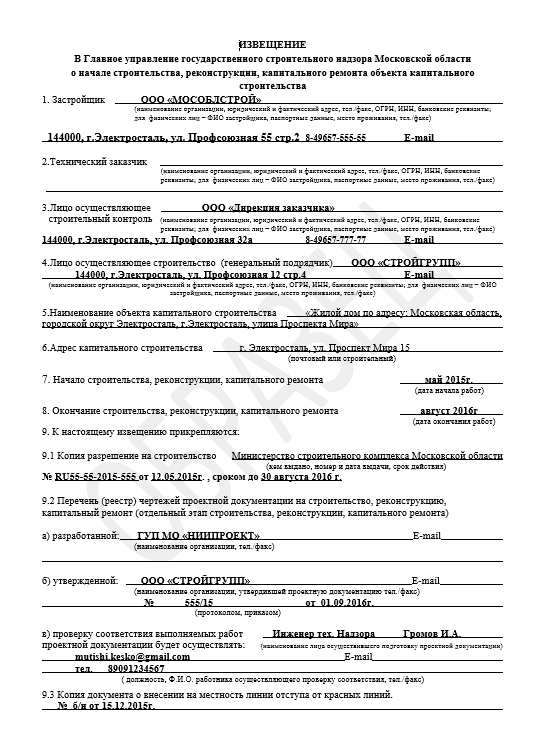 ИЗВЕЩЕНИЕ
В Главное управление государственного строительного надзора Московской области
о начале строительства, реконструкции, капитального ремонта объекта капитального
строительства
1. Застройщик ООО «МОСОБЛСТРОЙ»
(наименование организации, юридический и фактический адрес, тел./факс, ОГРН, ИНН, банковские реквизиты;
для физических лиц – ФИО застройщика, паспортные данные, место проживания, тел./факс)
144000, г.Электросталь, ул. Профсоюзная 55 стр.2 8-49657-555-55 E-mail
2.Технический заказчик
(наименование организации, юридический и фактический адрес, тел./факс, ОГРН, ИНН, банковские
реквизиты; для физических лиц – ФИО застройщика, паспортные данные, место проживания, тел./факс)
3.Лицо осуществляющее ООО «Дирекция заказчика»
строительный контроль (наименование организации, юридический и фактический адрес, тел./факс, ОГРН, ИНН, банковские
реквизиты; для физических лиц – ФИО застройщика, паспортные данные, место проживания, тел./факс)
144000, г.Электросталь, ул. Профсоюзная 32а 8-49657-777-77 E-mail
4.Лицо осуществляющее строительство (генеральный подрядчик) ООО «СТРОЙГРУПП»
144000, г.Электросталь, ул. Профсоюзная 12 стр.4 E-mail
(наименование организации, юридический и фактический адрес, тел./факс, ОГРН, ИНН, банковские реквизиты; для физических лиц – ФИО
застройщика, паспортные данные, место проживания, тел./факс)
5.Наименование объекта капитального строительства «Жилой дом по адресу: Московская область,
городской округ Электросталь, г.Электросталь, улица Проспекта Мира»
6.Адрес капитального строительства г. Электросталь, ул. Проспект Мира 15
(почтовый или строительный)
7. Начало строительства, реконструкции, капитального ремонта май 2015г.
(дата начала работ)
8. Окончание строительства, реконструкции, капитального ремонта август 2016г
(дата окончания работ)
9. К настоящему извещению прикрепляются:
9.1 Копия разрешение на строительство Министерство строительного комплекса Московской области
(кем выдано, номер и дата выдачи, срок действия)
№ RU55-55-2015-555 от 12.05.2015г. , сроком до 30 августа 2016 г.
9.2 Перечень (реестр) чертежей проектной документации на строительство, реконструкцию,
капитальный ремонт (отдельный этап строительства, реконструкции, капитального ремонта)
а) разработанной: ГУП МО «НИИПРОЕКТ» E-mail
(наименование организации, тел./факс)
б) утвержденной: ООО «СТРОЙГРУПП» E-mail
(наименование организации, утвердившей проектную документацию тел./факс)
№ 555/15 от 01.09.2016г.
(протоколом, приказом)
в) проверку соответствия выполняемых работ Инженер тех. Надзора Громов И.А.
проектной документации будет осуществлять: (наименование лица осуществившего подготовку проектной документации)
mutishi.kesko@gmail.com E-mail
тел. 89091234567
( должность, Ф.И.О. работника осуществляющего проверку соответствия, тел./факс)
9.3 Копия документа о внесении на местность линии отступа от красных линий.
№ б/н от 15.12.2015г.
ОБРАЗЕЦ